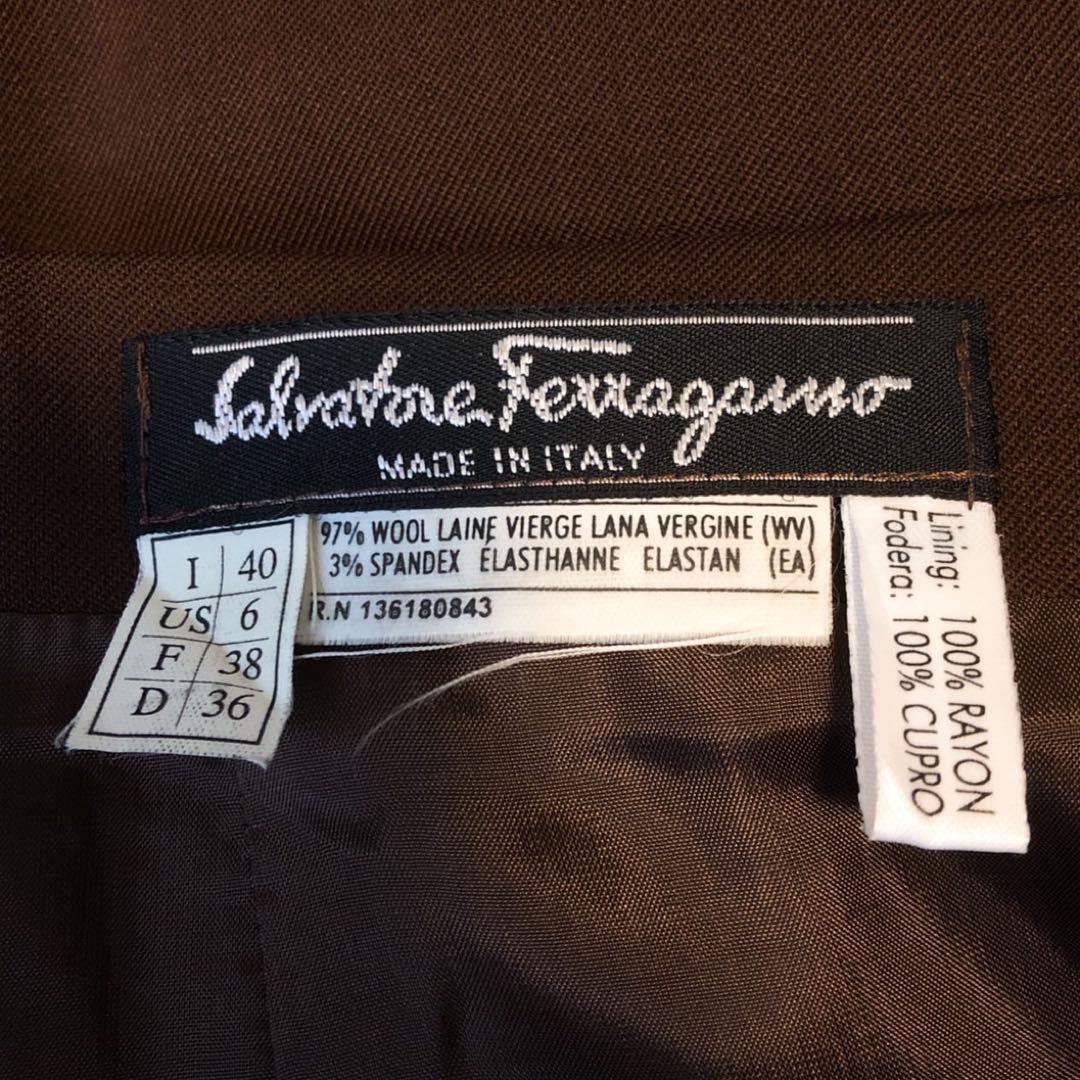 Salvatore Ferragamo
MADE IN ITALY
I 40
US 6
F 38
D 36
97% WOOL LAINE VIERGE LANA VERGINE (WV)
3% SPANDEX ÉLASTHANNE ELASTAN (EA)
R.N 136180843
Lining: 100% RAYON
Fodera: 100% CUPRO